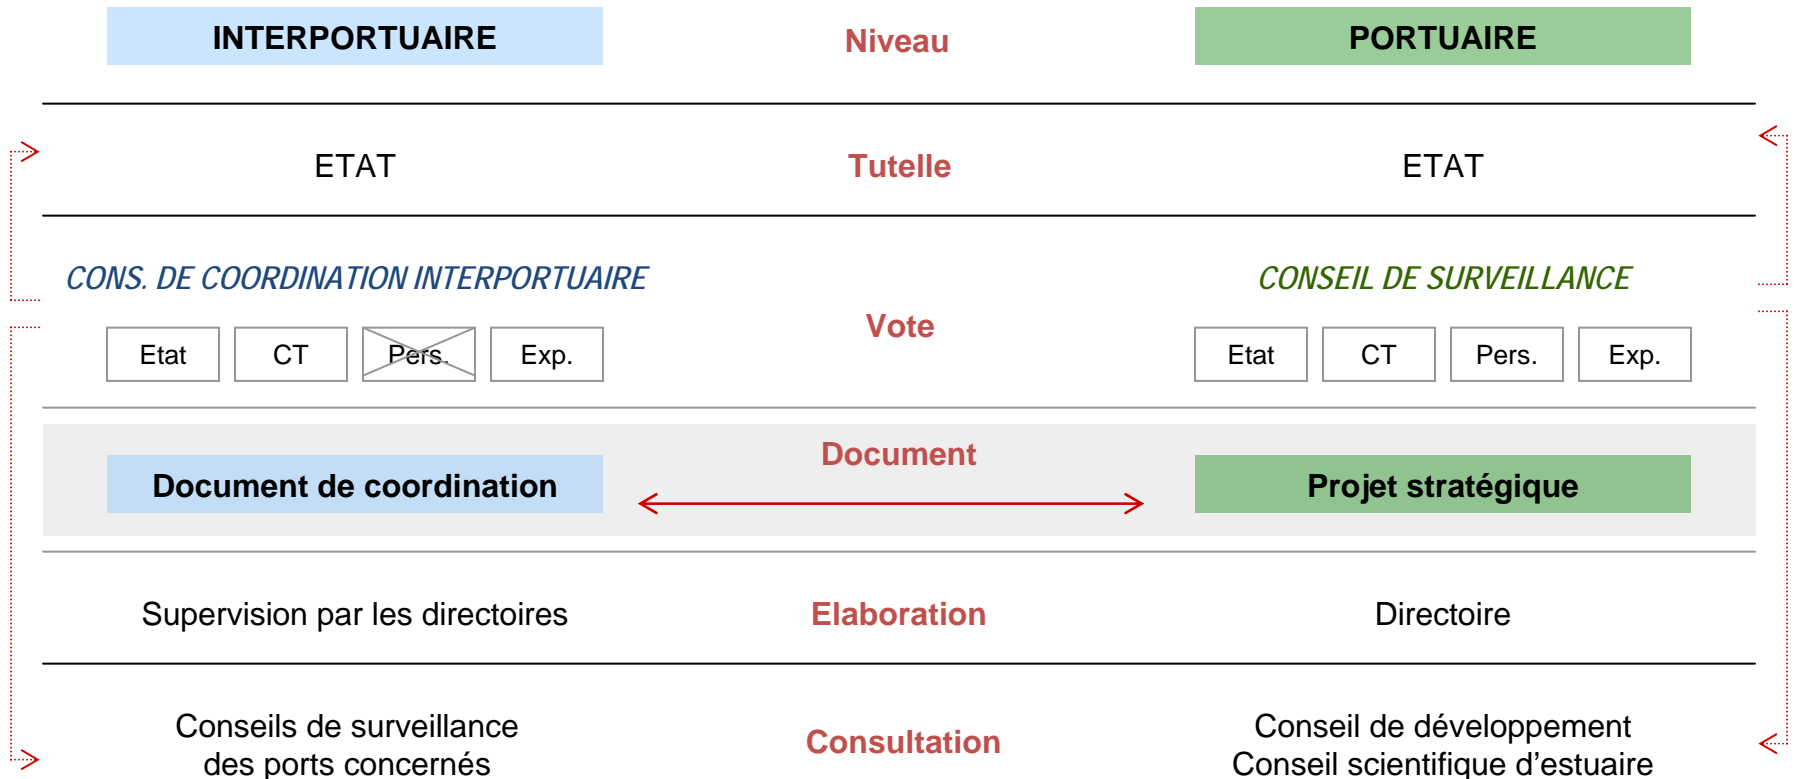 INTERPORTUAIRE Niveau PORTUAIRE
ETAT Tutelle ETAT
CONS. DE COORDINATION INTERPORTUAIRE CONSEIL DE SURVEILLANCE
Vote
Etat CT Pers. Exp. Etat CT Pers. Exp.
Document
Document de coordination Projet stratégique
Supervision par les directoires Elaboration Directoire
Conseils de surveillance Conseil de développement
Consultation
des ports concernés Conseil scientifique d'estuaire